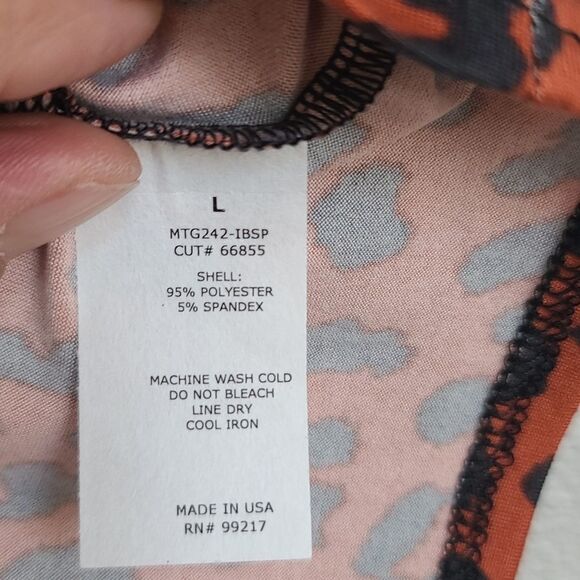 L
MTG242-IBSP
CUT# 66855
SHELL:
95% POLYESTER
5% SPANDEX
MACHINE WASH COLD
DO NOT BLEACH
LINE DRY
COOL IRON
MADE IN USA
RN# 99217